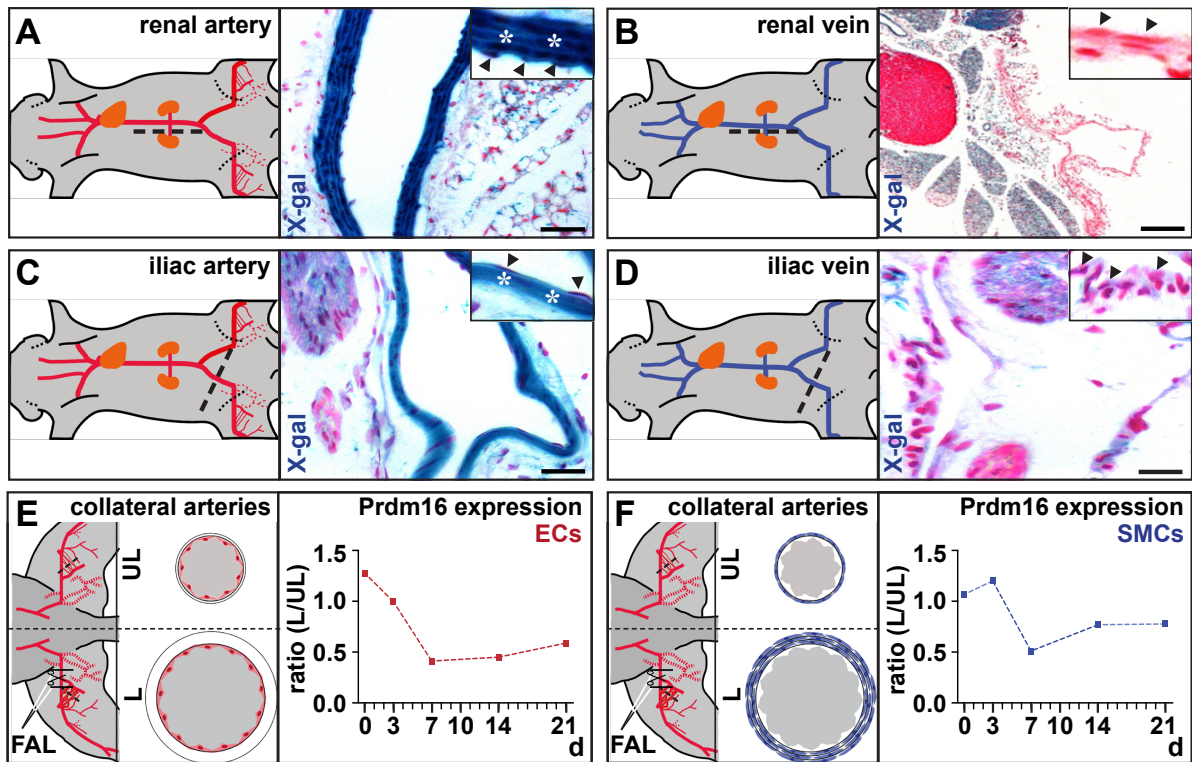 A
renal artery
X-gal
*
*
B
renal vein
X-gal
C
iliac artery
X-gal
*
*
D
iliac vein
X-gal
E
collateral arteries
UL
L
FAL
Prdm16 expression
ECs
ratio (L/UL)
1.5
1.0
0.5
0.0
0 3 7 14 21
d
F
collateral arteries
UL
L
FAL
Prdm16 expression
SMCs
ratio (L/UL)
1.5
1.0
0.5
0.0
0 3 7 14 21
d